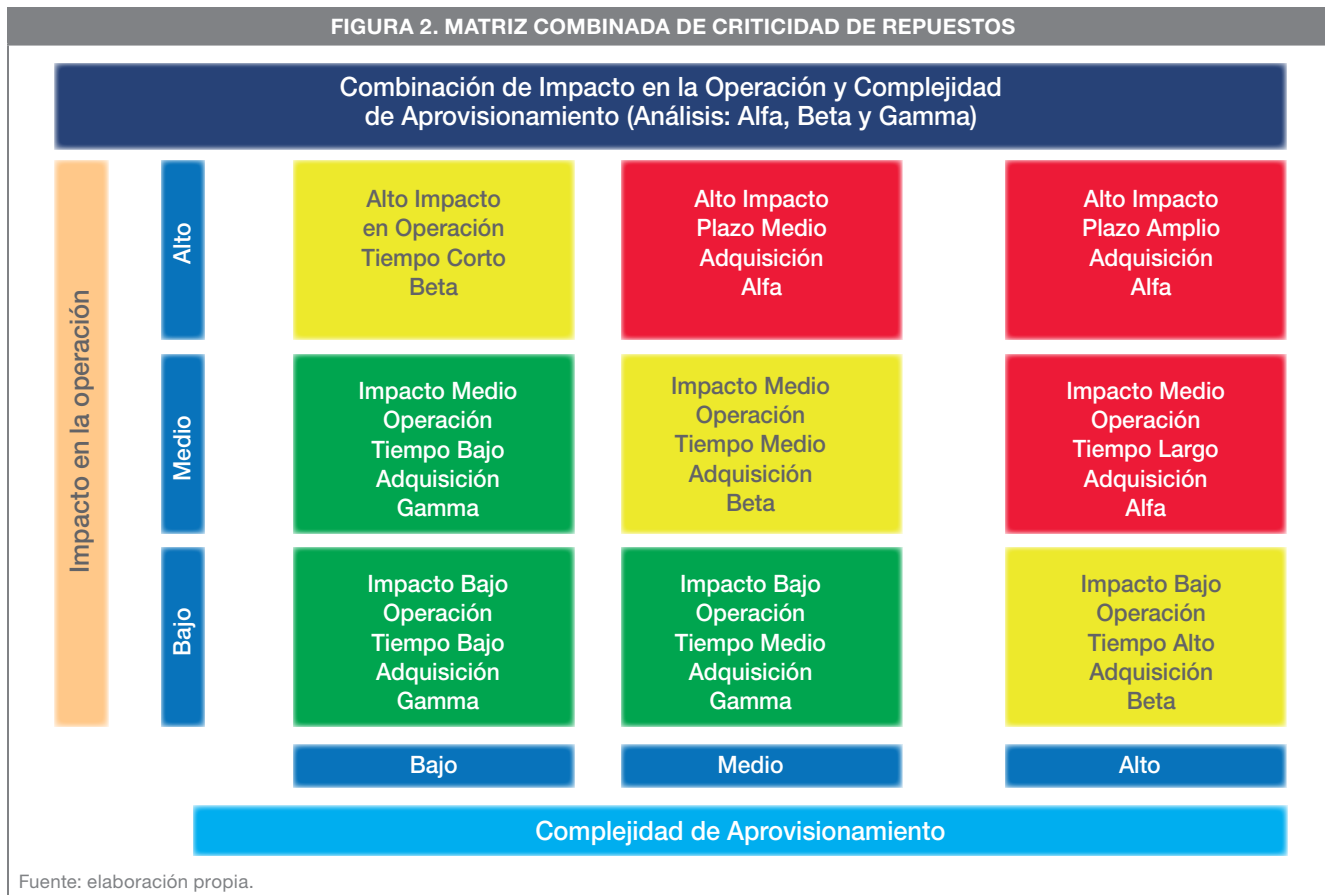 FIGURA 2. MATRIZ COMBINADA DE CRITICIDAD DE REPUESTOS
Combinación de Impacto en la Operación y Complejidad
de Aprovisionamiento (Análisis: Alfa, Beta y Gamma)
Impacto en la operación
Alto
Alto Impacto
en Operación
Tiempo Corto
Beta
Alto Impacto
Plazo Medio
Adquisición
Alfa
Alto Impacto
Plazo Amplio
Adquisición
Alfa
Medio
Impacto Medio
Operación
Tiempo Bajo
Adquisición
Gamma
Impacto Medio
Operación
Tiempo Medio
Adquisición
Beta
Impacto Medio
Operación
Tiempo Largo
Adquisición
Alfa
Bajo
Impacto Bajo
Operación
Tiempo Bajo
Adquisición
Gamma
Impacto Bajo
Operación
Tiempo Medio
Adquisición
Gamma
Impacto Bajo
Operación
Tiempo Alto
Adquisición
Beta
Bajo
Medio
Alto
Complejidad de Aprovisionamiento
Fuente: elaboración propia.